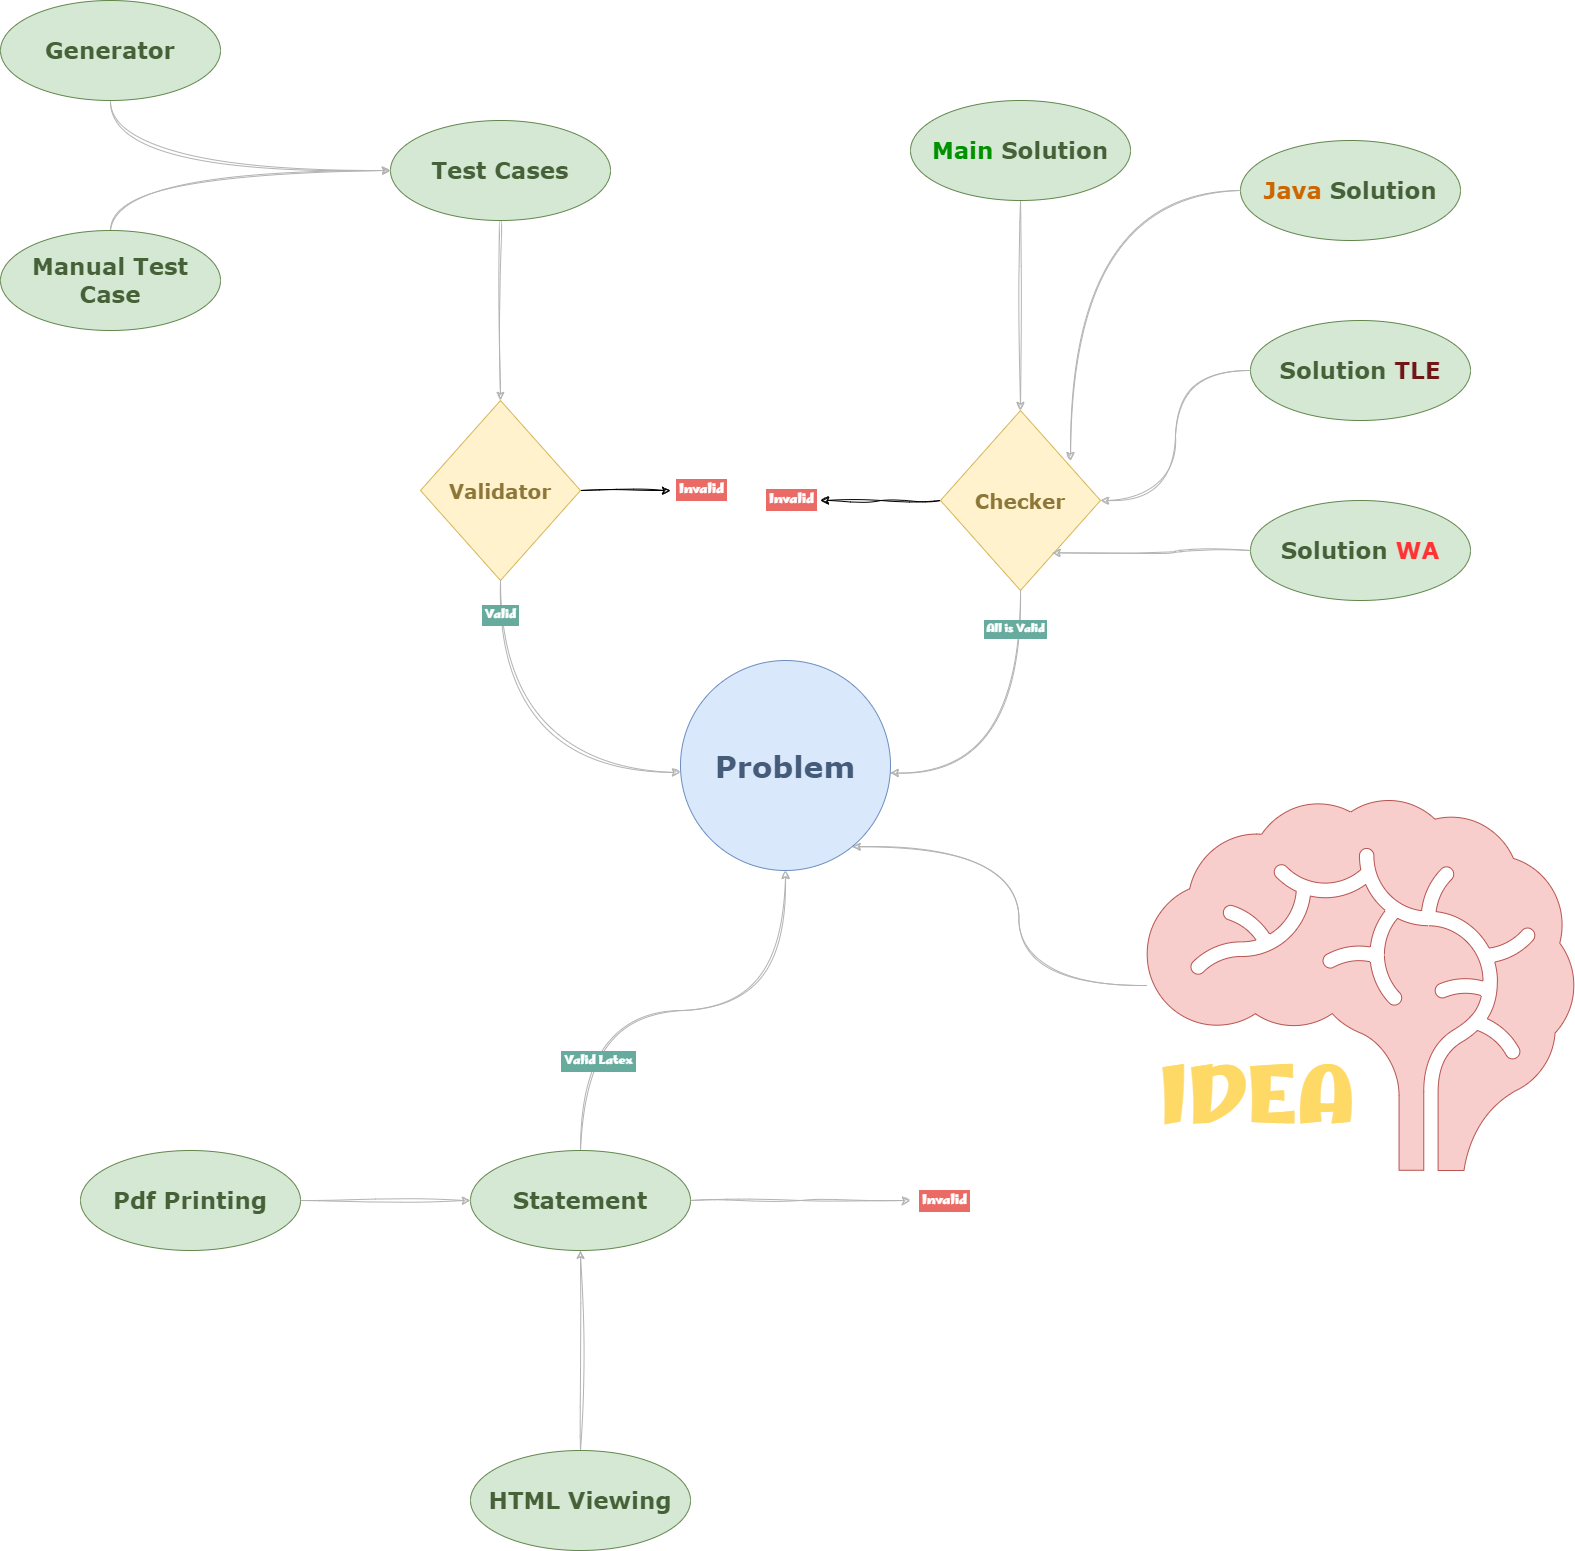 Generator
Test Cases
Manual Test
Case
Main Solution
Java Solution
Solution TLE
Solution WA
Validator
Invalid
Invalid
Checker
Valid
All is Valid
Problem
IDEA
Valid Latex
Pdf Printing
Statement
Invalid
HTML Viewing